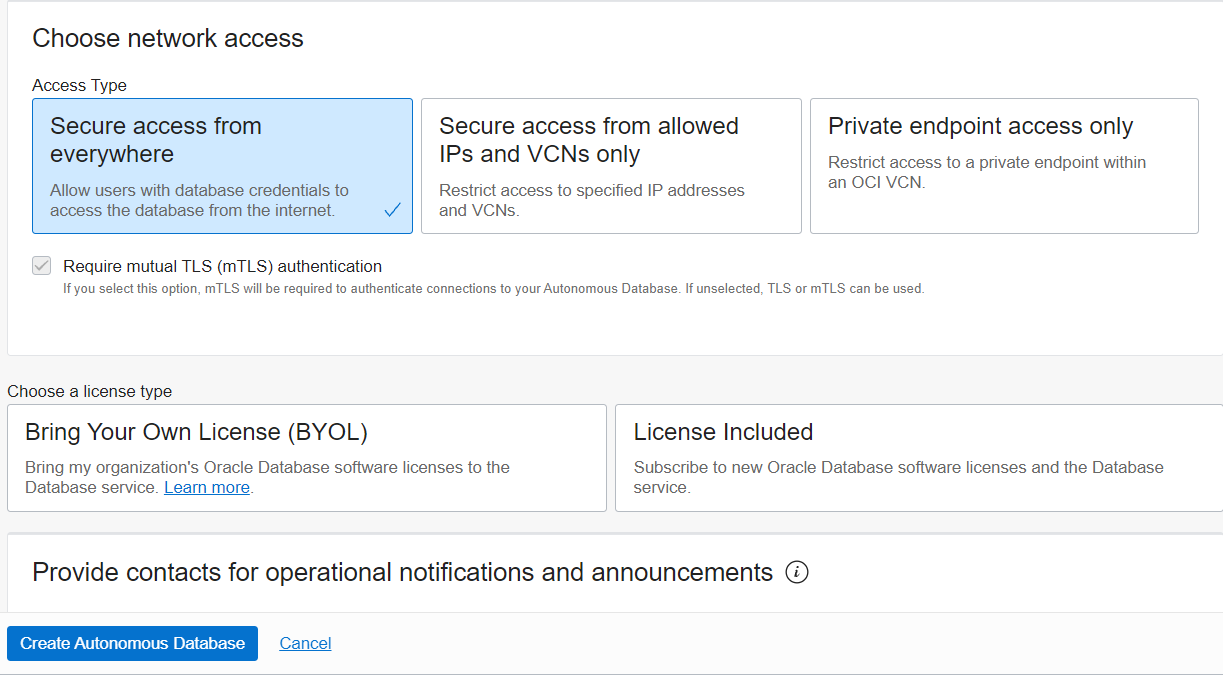 Choose network access
Access Type
Secure access from
everywhere
Allow users with database credentials to
access the database from the internet.
Secure access from allowed
IPs and VCNs only
Restrict access to specified IP addresses
and VCNs.
Private endpoint access only
Restrict access to a private endpoint within
an OCI VCN.
Require mutual TLS (mTLS) authentication
If you select this option, mTLS will be required to authenticate connections to your Autonomous Database. If unselected, TLS or mTLS can be used.
Choose a license type
Bring Your Own License (BYOL)
Bring my organization's Oracle Database software licenses to the
Database service. Learn more.
License Included
Subscribe to new Oracle Database software licenses and the Database
service.
Provide contacts for operational notifications and announcements i
Create Autonomous Database Cancel